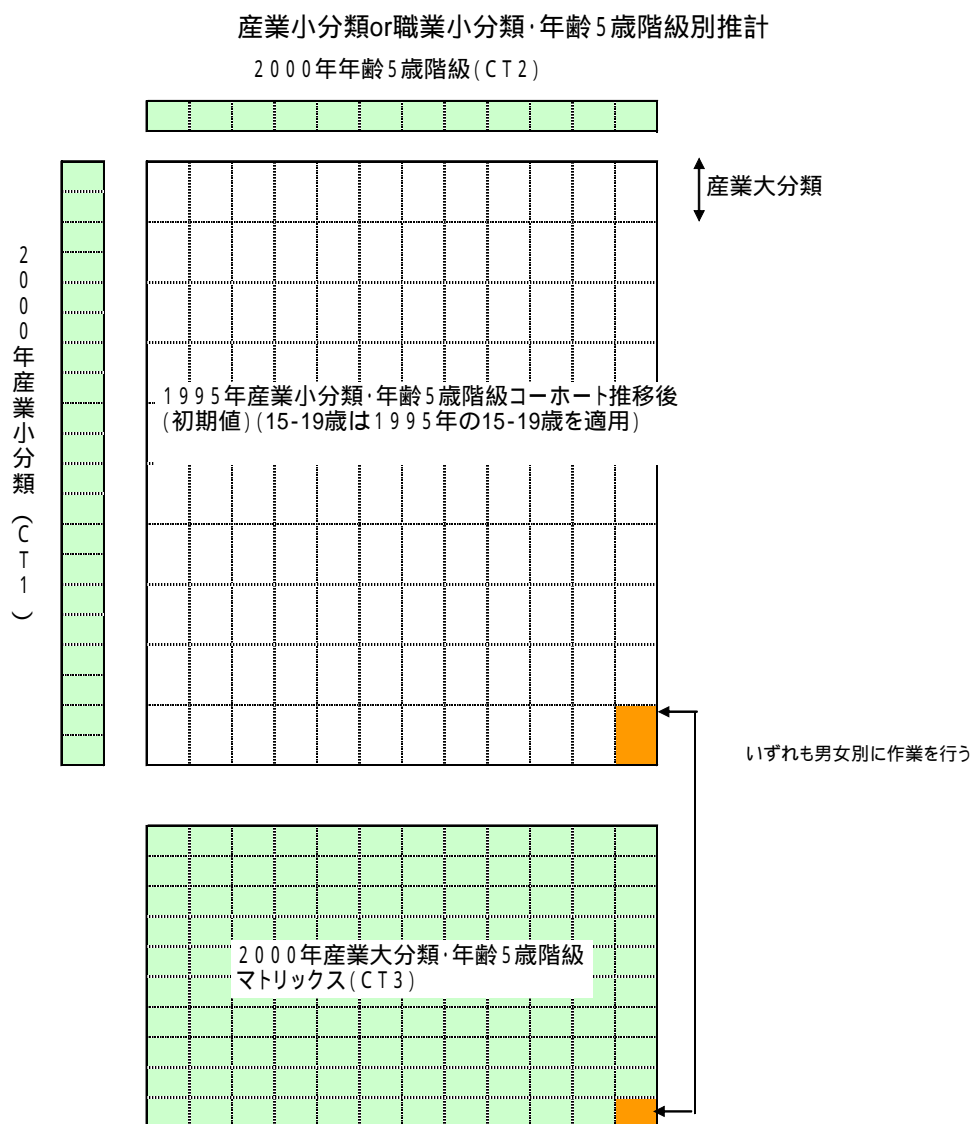 産業小分類or職業小分類･年齢5歳階級別推計
2000年年齢5歳階級(CT2)
産業大分類
2000年産業小分類(CT1)
1995年産業小分類･年齢5歳階級コーホート推移後
(初期値)(15-19歳は1995年の15-19歳を適用)
いずれも男女別に作業を行う
2000年産業大分類･年齢5歳階級
マトリックス(CT3)